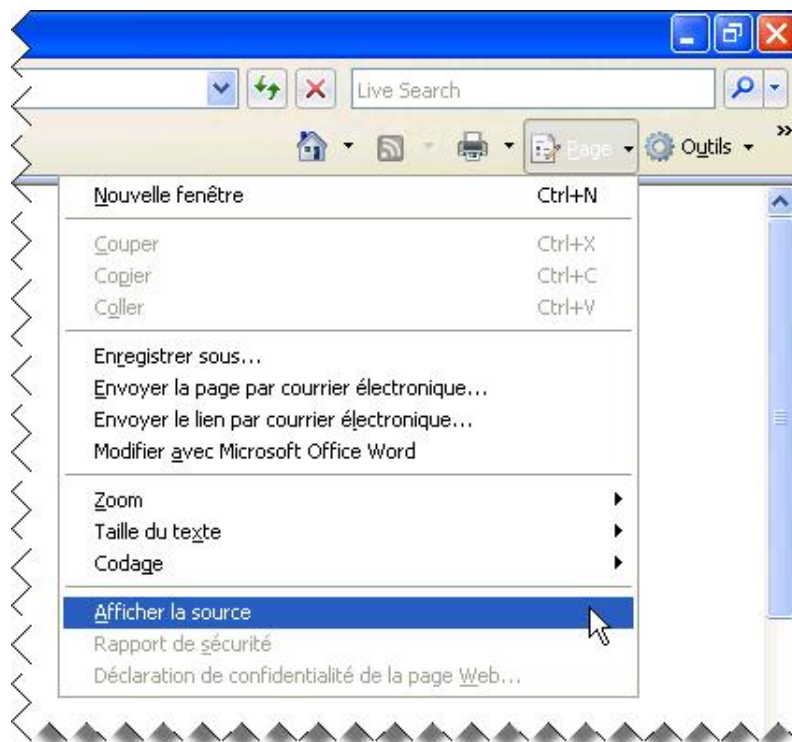 Live Search
Page Outils »
Nouvelle fenêtre Ctrl+N
Couper Ctrl+X
Copier Ctrl+C
Coller Ctrl+V
Enregistrer sous...
Envoyer la page par courrier électronique...
Envoyer le lien par courrier électronique...
Modifier avec Microsoft Office Word
Zoom
Taille du texte
Codage
Afficher la source
Rapport de sécurité
Déclaration de confidentialité de la page Web...